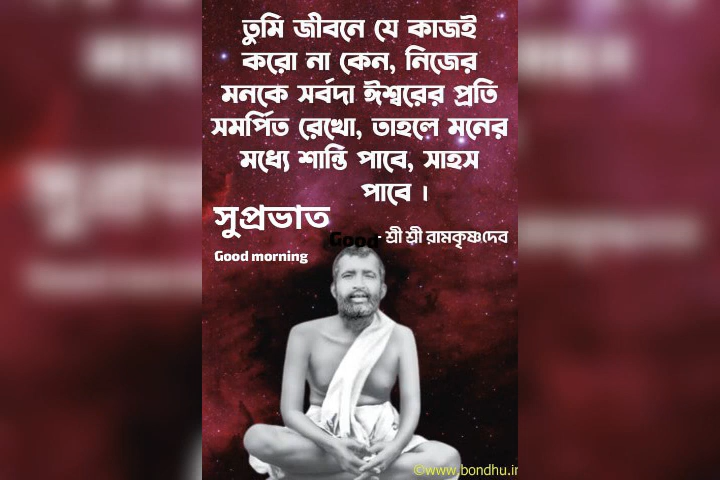 তুমি জীবনে যে কাজই
করো না কেন, নিজের
মনকে সর্বদা ঈশ্বরের প্রতি
সমর্পিত রেখো, তাহলে মনের
মধ্যে শান্তি পাবে, সাহস
পাবে ।
সুপ্রভাত
Good
- শ্রী শ্রী রামকৃষ্ণদেব
Good morning
©www.bondhu.in